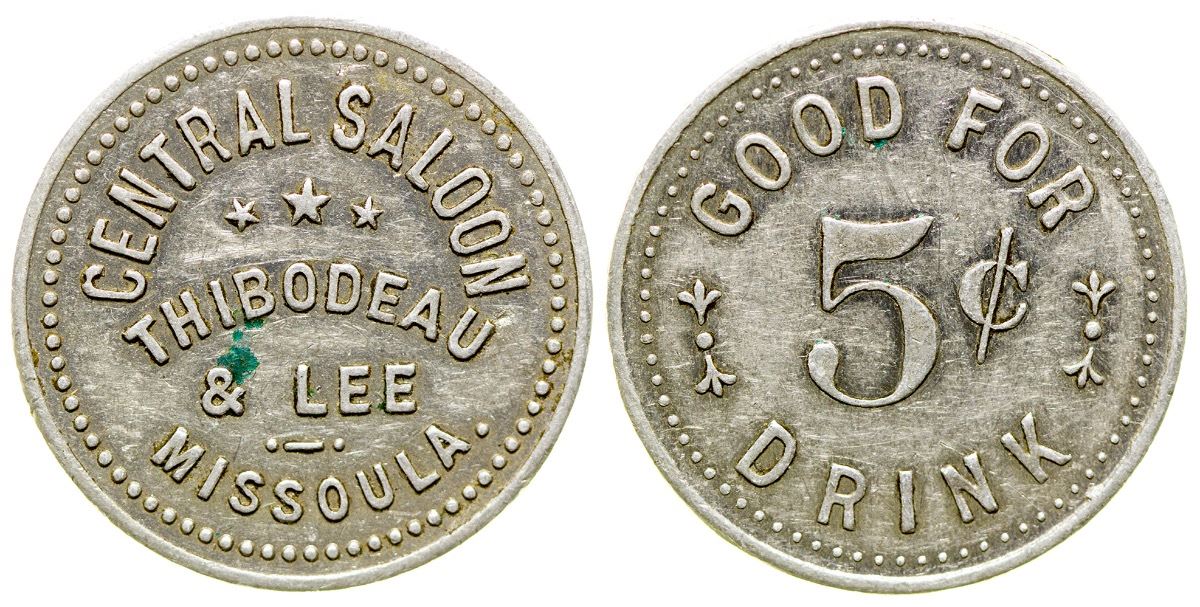 CENTRAL SALOON
THIBODEAU
& LEE
MISSOULA.
GOOD FOR
5¢
DRINK